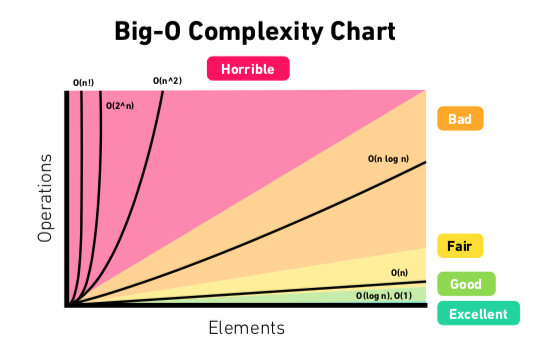 Big-O Complexity Chart
Horrible
O(n!)
O(n^2)
O(2^n)
Bad
O(n log n)
Fair
O(n)
Good
O(log n), O(1)
Excellent
Operations
Elements